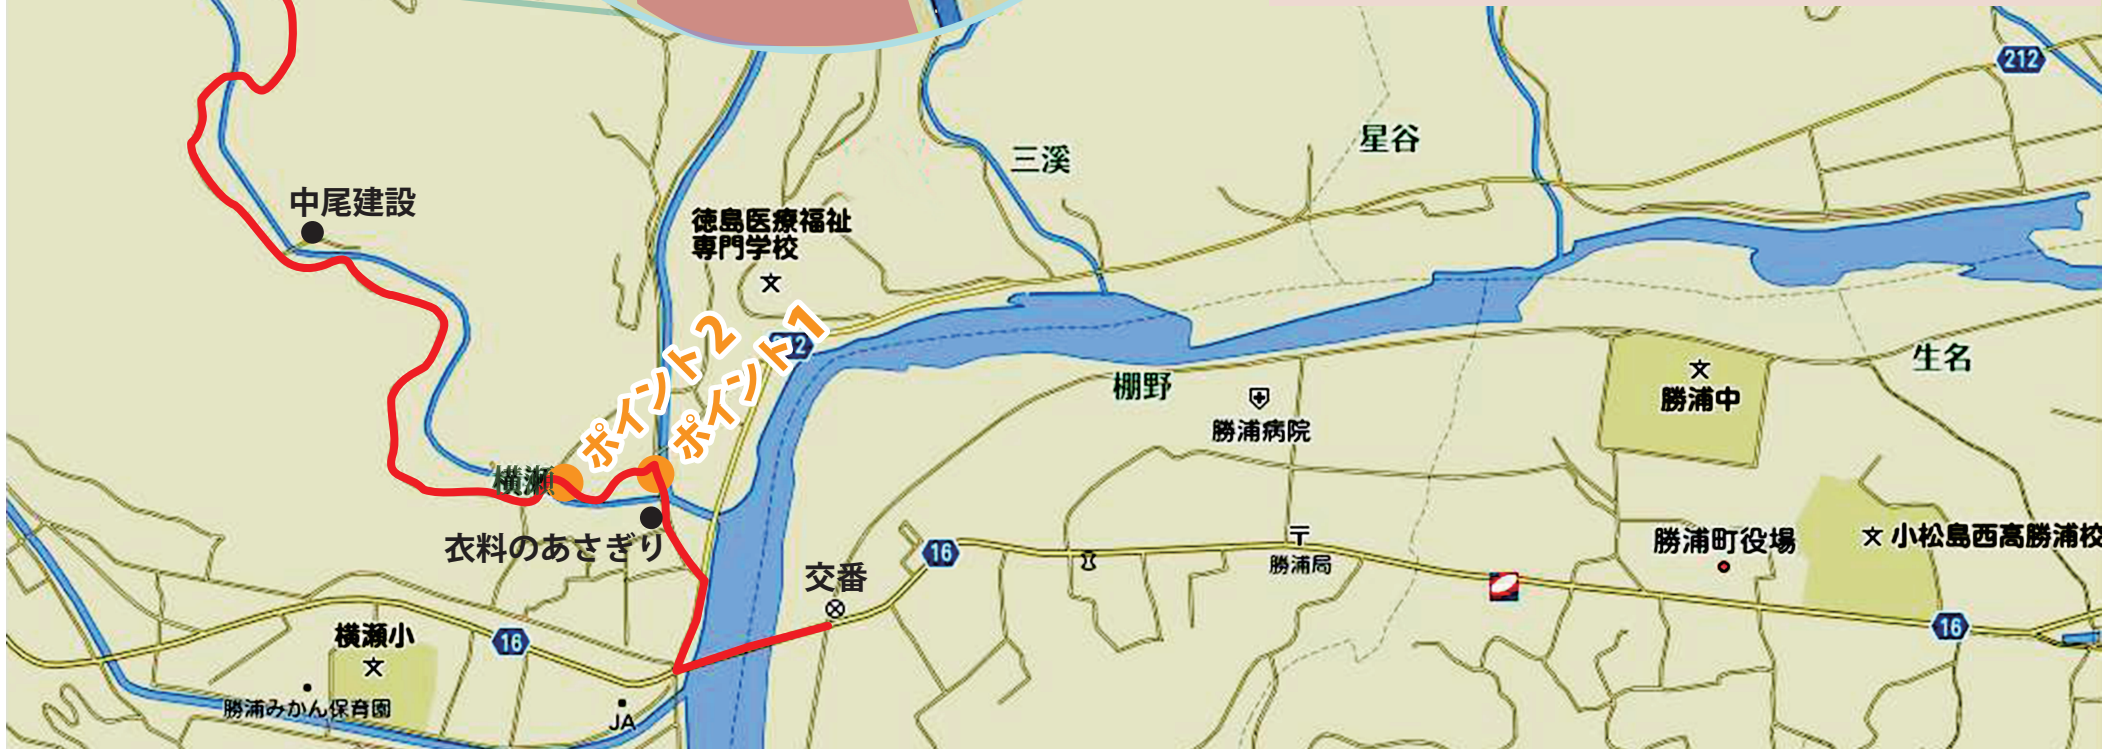 212
星谷
三溪
中尾建設
徳島医療福祉
専門学校
ポイント2
ポイント1
生名
棚野
勝浦中
勝浦病院
横瀬
衣料のあさぎり
交番
16
勝浦局
勝浦町役場
小松島西高勝浦校
16
横瀬小
16
勝浦みかん保育園
JA